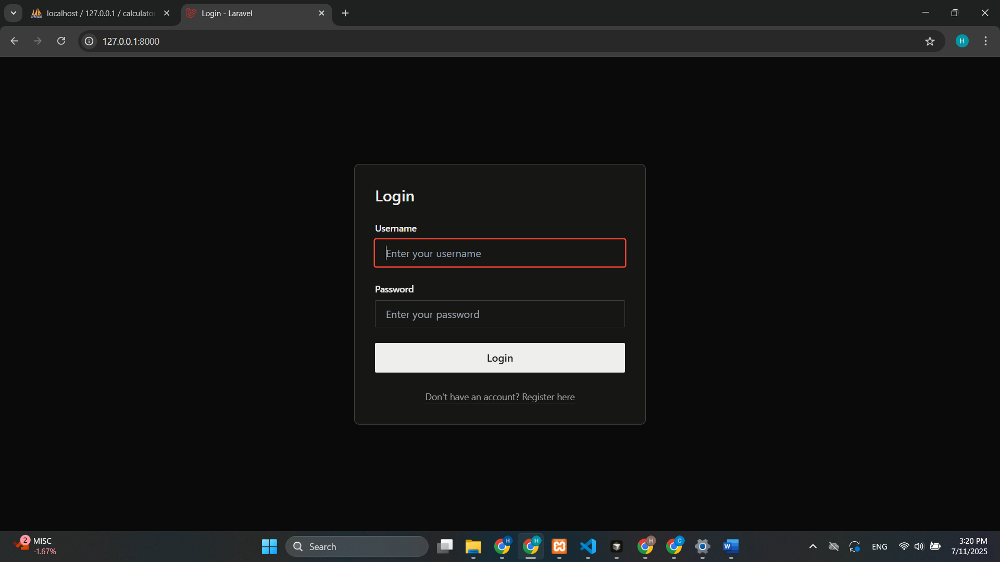 localhost / 127.0.0.1 / calculator
Login - Laravel
127.0.0.1:8000
H
Login
Username
Enter your username
Password
Enter your password
Login
Don't have an account? Register here
2
MISC
-1.67%
Search
H
H
H
C
W
ENG
3:20 PM
7/11/2025